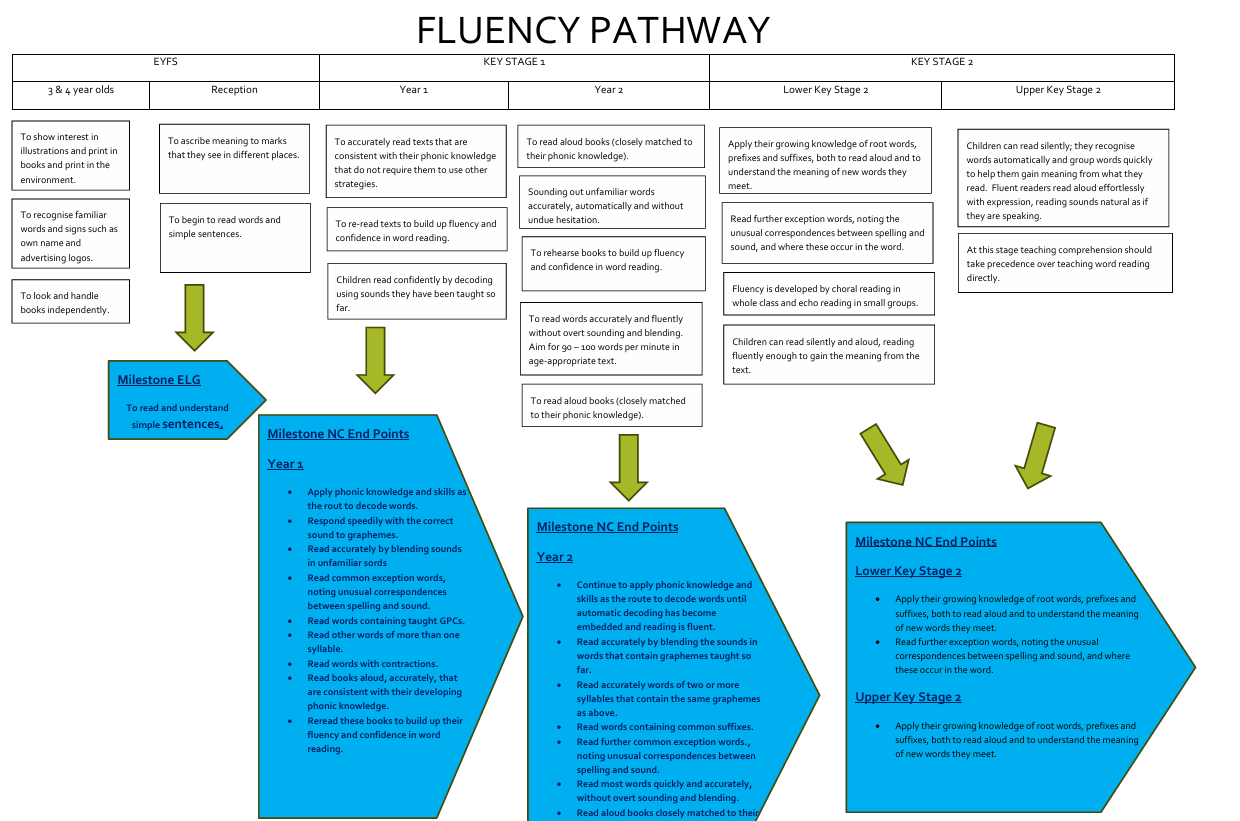 FLUENCY PATHWAY
EYFS
KEY STAGE 1
KEY STAGE 2
3 & 4 year olds
Reception
Year 1
Year 2
Lower Key Stage 2
Upper Key Stage 2
To show interest in
illustrations and print in
books and print in the
environment.
To recognise familiar
words and signs such as
own name and
advertising logos.
To look and handle
books independently.
To ascribe meaning to marks
that they see in different places.
To begin to read words and
simple sentences.
To accurately read texts that are
consistent with their phonic knowledge
that do not require them to use other
strategies.
To re-read texts to build up fluency and
confidence in word reading.
Children read confidently by decoding
using sounds they have been taught so
far.
To read aloud books (closely matched to
their phonic knowledge).
Sounding out unfamiliar words
accurately, automatically and without
undue hesitation.
To rehearse books to build up fluency
and confidence in word reading.
To read words accurately and fluently
without overt sounding and blending.
Aim for 90 – 100 words per minute in
age-appropriate text.
To read aloud books (closely matched
to their phonic knowledge).
Apply their growing knowledge of root words,
prefixes and suffixes, both to read aloud and to
understand the meaning of new words they
meet.
Read further exception words, noting the
unusual correspondences between spelling and
sound, and where these occur in the word.
Fluency is developed by choral reading in
whole class and echo reading in small groups.
Children can read silently and aloud, reading
fluently enough to gain the meaning from the
text.
Children can read silently; they recognise
words automatically and group words quickly
to help them gain meaning from what they
read.  Fluent readers read aloud effortlessly
with expression, reading sounds natural as if
they are speaking.
At this stage teaching comprehension should
take precedence over teaching word reading
directly.
Milestone ELG
To read and understand
simple sentences.
Milestone NC End Points
Year 1
• Apply phonic knowledge and skills as
the rout to decode words.
• Respond speedily with the correct
sound to graphemes.
• Read accurately by blending sounds
in unfamiliar sords
• Read common exception words,
noting unusual correspondences
between spelling and sound.
• Read words containing taught GPCs.
• Read other words of more than one
syllable.
• Read words with contractions.
• Read books aloud, accurately, that
are consistent with their developing
phonic knowledge.
• Reread these books to build up their
fluency and confidence in word
reading.
Milestone NC End Points
Year 2
• Continue to apply phonic knowledge and
skills as the route to decode words until
automatic decoding has become
embedded and reading is fluent.
• Read accurately by blending the sounds in
words that contain graphemes taught so
far.
• Read accurately words of two or more
syllables that contain the same graphemes
as above.
• Read words containing common suffixes.
• Read further common exception words.,
noting unusual correspondences between
spelling and sound.
• Read most words quickly and accurately,
without overt sounding and blending.
• Read aloud books closely matched to their
Milestone NC End Points
Lower Key Stage 2
• Apply their growing knowledge of root words, prefixes and
suffixes, both to read aloud and to understand the meaning
of new words they meet.
• Read further exception words, noting the unusual
correspondences between spelling and sound, and where
these occur in the word.
Upper Key Stage 2
• Apply their growing knowledge of root words, prefixes and
suffixes, both to read aloud and to understand the meaning
of new words they meet.